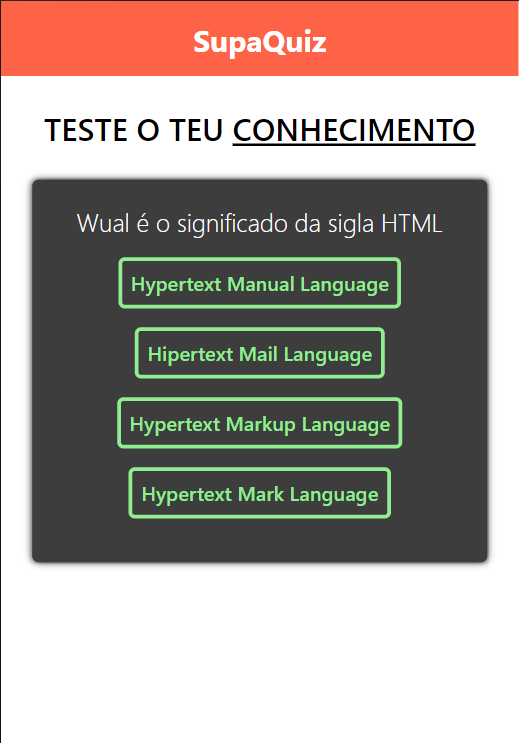 SupaQuiz
TESTE O TEU CONHECIMENTO
Wual é o significado da sigla HTML
Hypertext Manual Language
Hipertext Mail Language
Hypertext Markup Language
Hypertext Mark Language